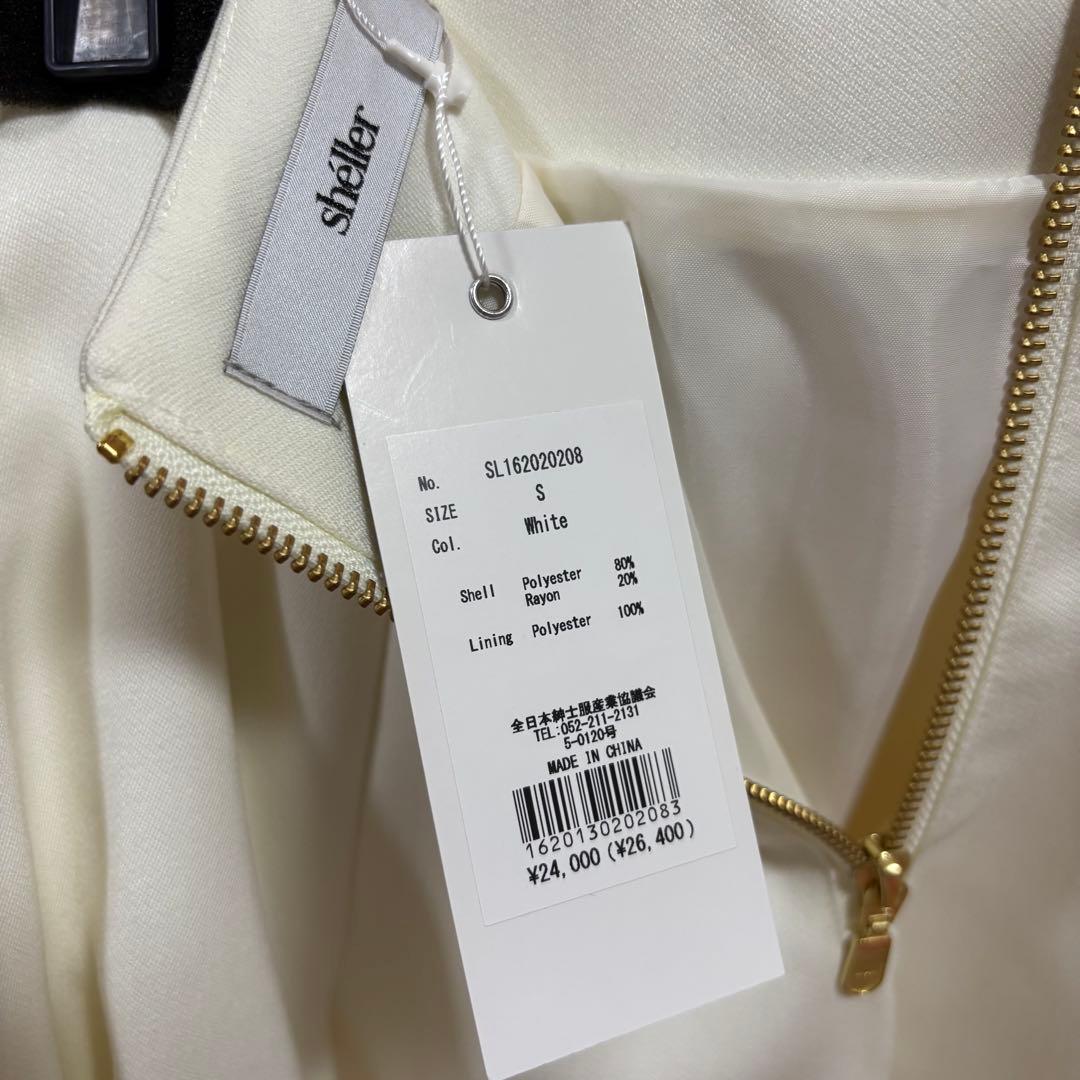 shéller
No. SL162020208
SIZE S
Col. White
Shell Polyester 80%
Rayon 20%
Lining Polyester 100%
全日本紳士服産業協議会
TEL:052-211-2131
5-0120号
MADE IN CHINA
1620130202083
¥24,000(¥26,400)